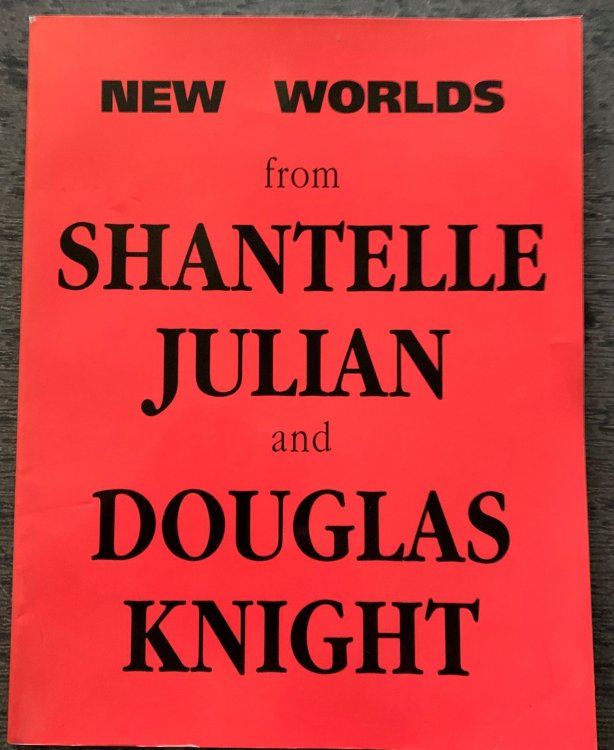 NEW WORLDS
from
SHANTELLE
JULIAN
and
DOUGLAS
KNIGHT